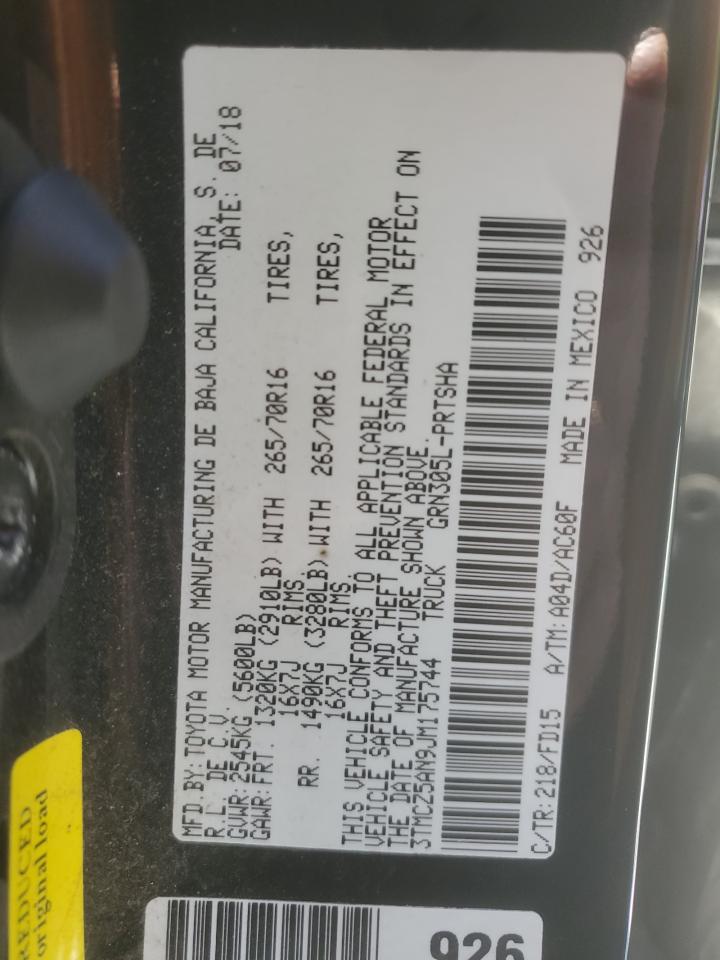 MFD.BY:TOYOTA MOTOR MANUFACTURING DE BAJA CALIFORNIA, S. DE
R.L. DE C.V. DATE: 07/18
GVWR:2545KG (5600LB)
GAWR:FRT. 1320KG (2910LB) WITH 265/70R16 TIRES,
16X7J RIMS,
RR. 1490KG (3280LB) WITH 265/70R16 TIRES,
16X7J RIMS.
THIS VEHICLE CONFORMS TO ALL APPLICABLE FEDERAL MOTOR
VEHICLE SAFETY AND THEFT PREVENTION STANDARDS IN EFFECT ON
THE DATE OF MANUFACTURE SHOWN ABOVE.
3TMCZ5AN9JM175744 TRUCK GRN305L-PRTSHA
C/TR:218/FD15 A/TM:A04D/AC60F MADE IN MEXICO 926
REDUCED
original load
926